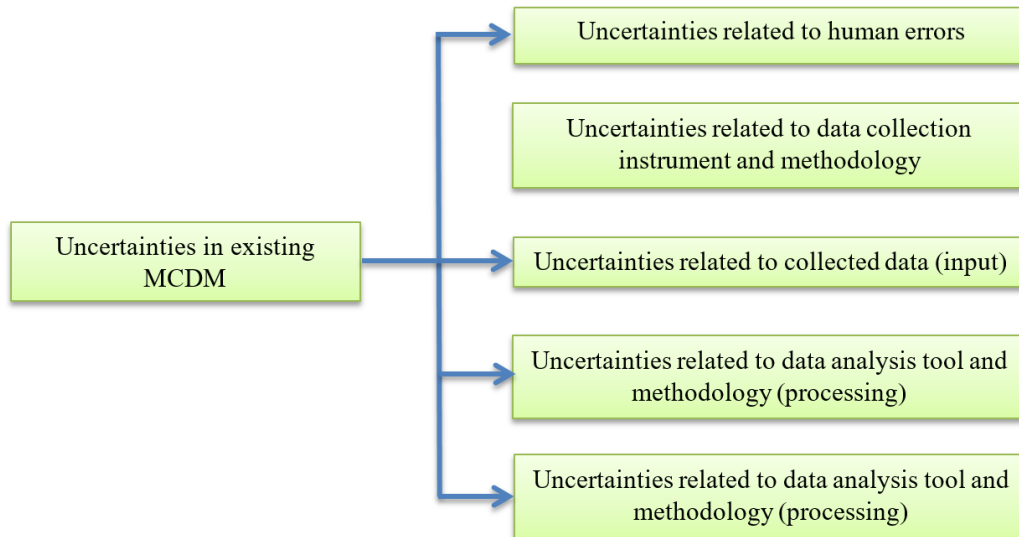 Uncertainties related to human errors
Uncertainties related to data collection
instrument and methodology
Uncertainties in existing
MCDM
Uncertainties related to collected data (input)
Uncertainties related to data analysis tool and
methodology (processing)
Uncertainties related to data analysis tool and
methodology (processing)